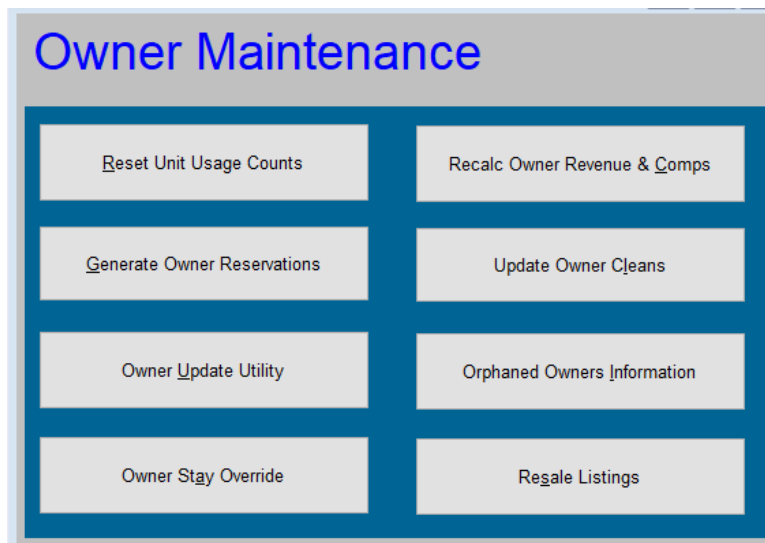 Owner Maintenance
Reset Unit Usage Counts
Recalc Owner Revenue & Comps
Generate Owner Reservations
Update Owner Cleans
Owner Update Utility
Orphaned Owners Information
Owner Stay Override
Resale Listings